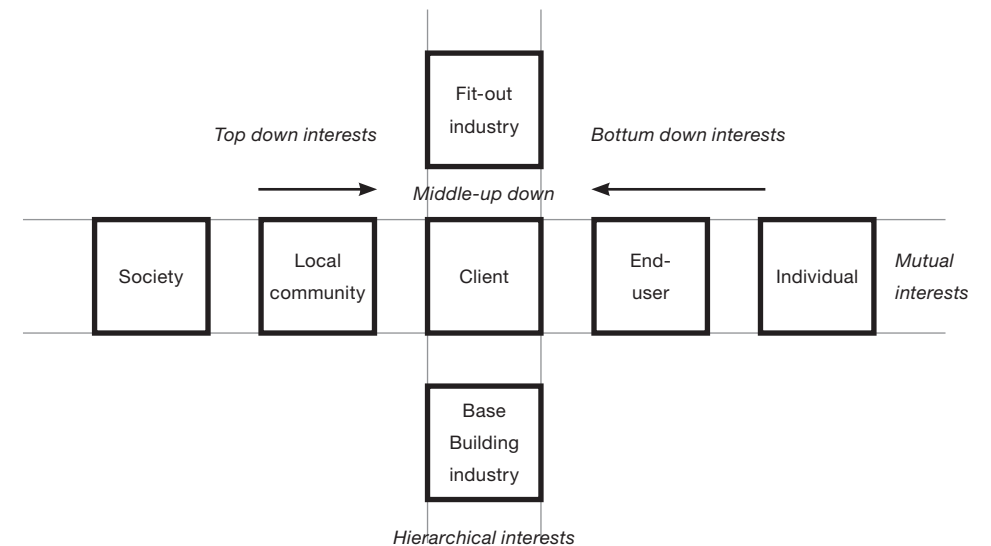 Fit-out
industry
Top down interests
Bottum down interests
Middle-up down
Society
Local
community
Client
End-
user
Individual
Mutual
interests
Base
Building
industry
Hierarchical interests